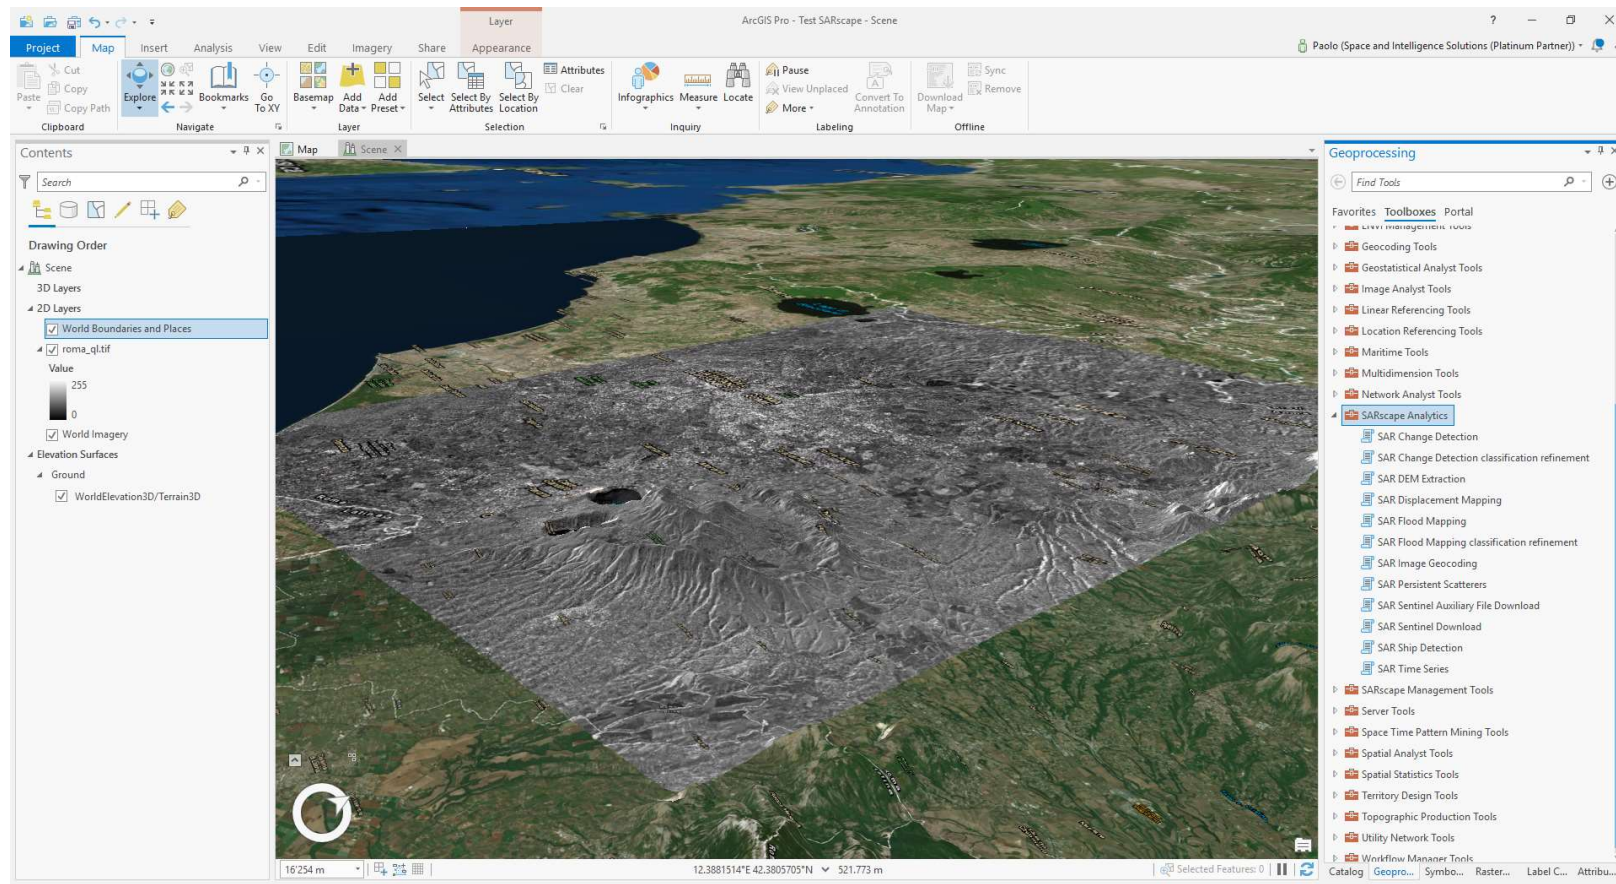 ArcGIS Pro - Test SARscape - Scene
Layer
?
Project Map Insert Analysis View Edit Imagery Share Appearance
Paolo (Space and Intelligence Solutions (Platinum Partner))
Paste
Cut
Copy
Copy Path
Clipboard
Explore
Bookmarks
Go To XY
Navigate
Basemap
Add Data
Add Preset
Layer
Select
Select By Attributes
Select By Location
Attributes
Clear
Selection
Infographics
Measure
Locate
Inquiry
Pause
View Unplaced
More
Convert To Annotation
Labeling
Download Map
Sync
Remove
Offline
Contents
Search
Drawing Order
Scene
3D Layers
2D Layers
World Boundaries and Places
roma_ql.tif
Value
255
0
World Imagery
Elevation Surfaces
Ground
WorldElevation3D/Terrain3D
Map
Scene
16'254 m
12.3881514°E 42.3805705°N
521.773 m
Selected Features: 0
Geoprocessing
Find Tools
Favorites Toolboxes Portal
ENVI Management Tools
Geocoding Tools
Geostatistical Analyst Tools
Image Analyst Tools
Linear Referencing Tools
Location Referencing Tools
Maritime Tools
Multidimension Tools
Network Analyst Tools
SARscape Analytics
SAR Change Detection
SAR Change Detection classification refinement
SAR DEM Extraction
SAR Displacement Mapping
SAR Flood Mapping
SAR Flood Mapping classification refinement
SAR Image Geocoding
SAR Persistent Scatterers
SAR Sentinel Auxiliary File Download
SAR Sentinel Download
SAR Ship Detection
SAR Time Series
SARscape Management Tools
Server Tools
Space Time Pattern Mining Tools
Spatial Analyst Tools
Spatial Statistics Tools
Territory Design Tools
Topographic Production Tools
Utility Network Tools
Workflow Manager Tools
Catalog Geopro... Symbo... Raster... Label C... Attribu...